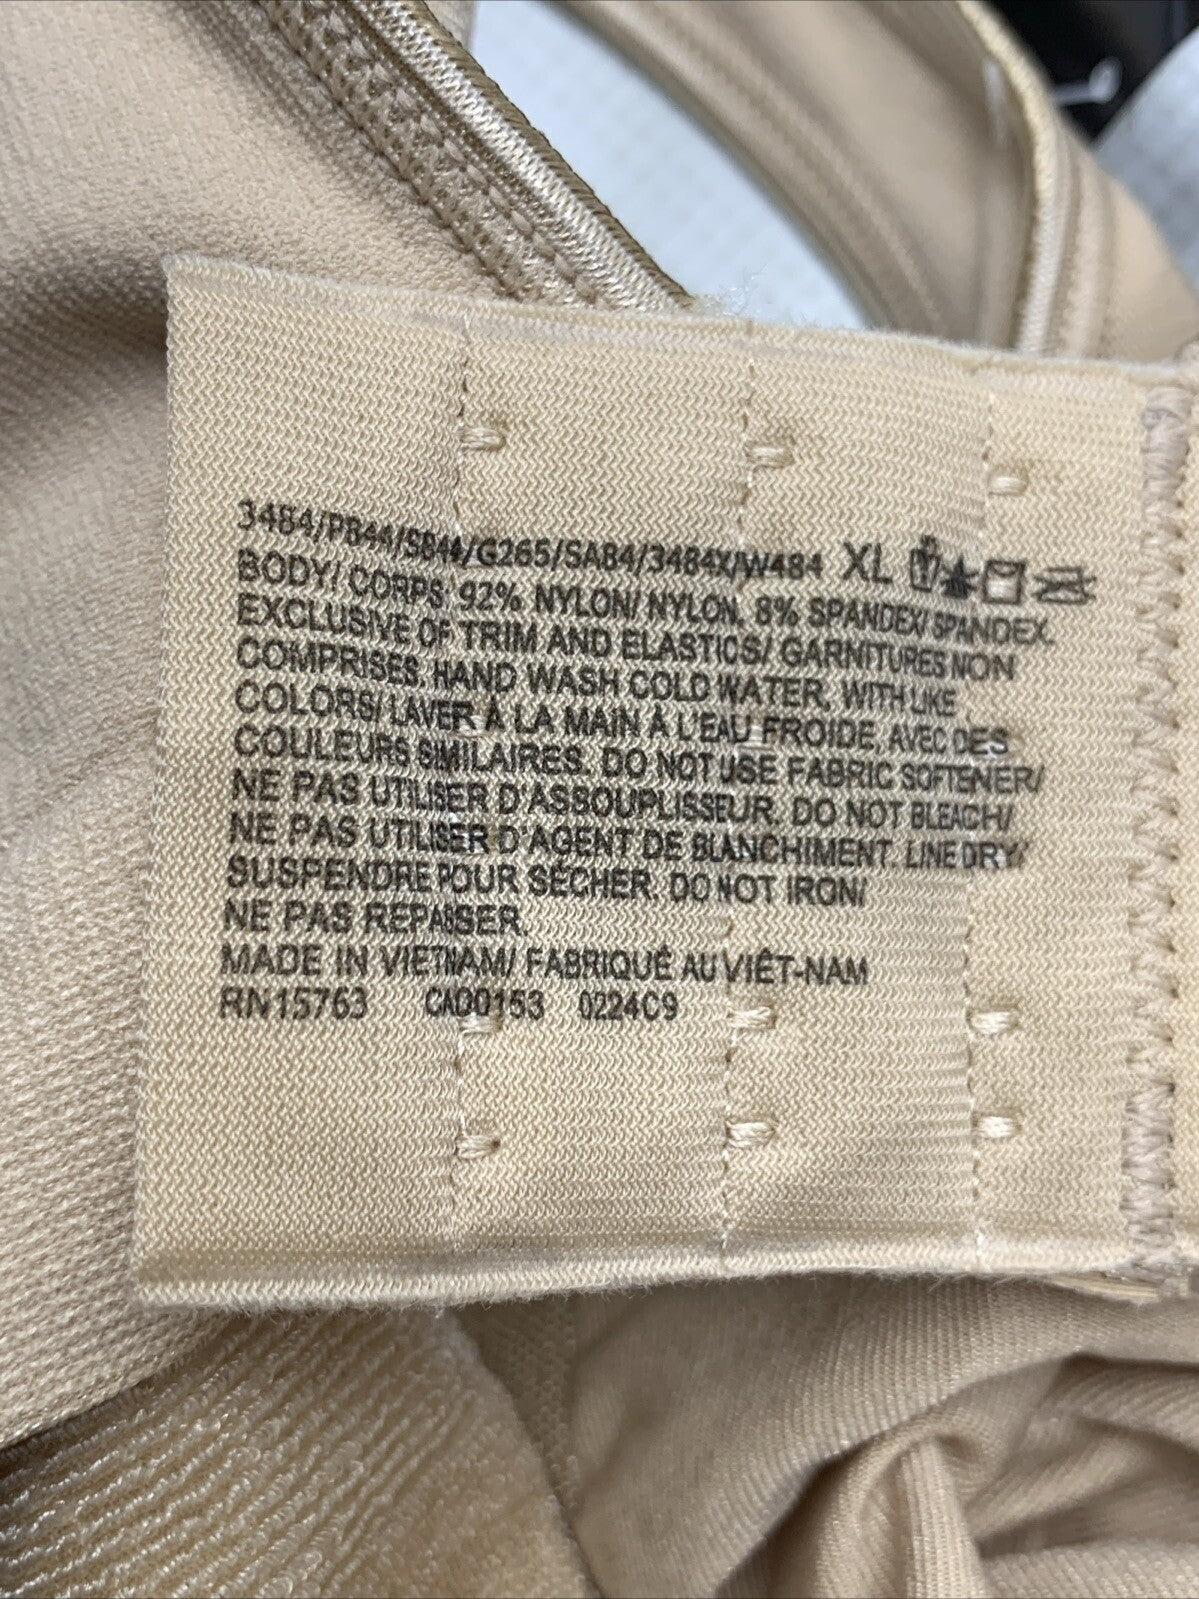 3484/PB44/SB44/G265/SA84/3484X/W484 XL
BODY/ CORPS: 92% NYLON/ NYLON. 8% SPANDEX/ SPANDEX.
EXCLUSIVE OF TRIM AND ELASTICS/ GARNITURES NON
COMPRISES. HAND WASH COLD WATER, WITH LIKE
COLORS/ LAVER À LA MAIN À L'EAU FROIDE, AVEC DES
COULEURS SIMILAIRES. DO NOT USE FABRIC SOFTENER/
NE PAS UTILISER D'ASSOUPLISSEUR. DO NOT BLEACH/
NE PAS UTILISER D'AGENT DE BLANCHIMENT. LINE DRY/
SUSPENDRE POUR SÉCHER. DO NOT IRON/
NE PAS REPASSER.
MADE IN VIETNAM/ FABRIQUÉ AU VIÊT-NAM
RN15763 CAD0153 0224C9